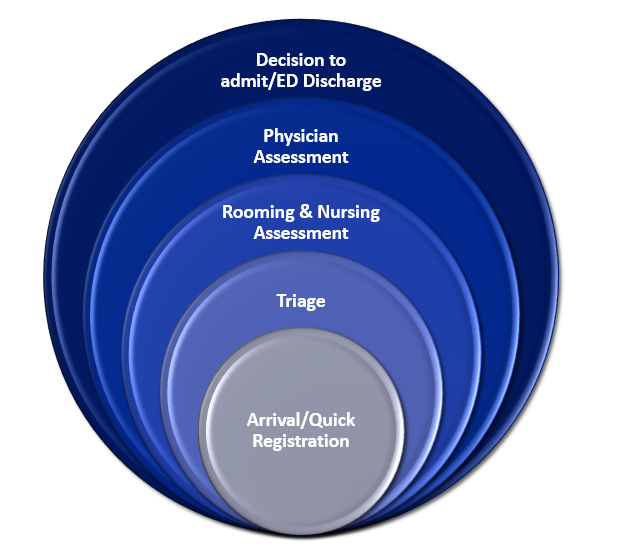 Decision to
admit/ED Discharge
Physician
Assessment
Rooming & Nursing
Assessment
Triage
Arrival/Quick
Registration